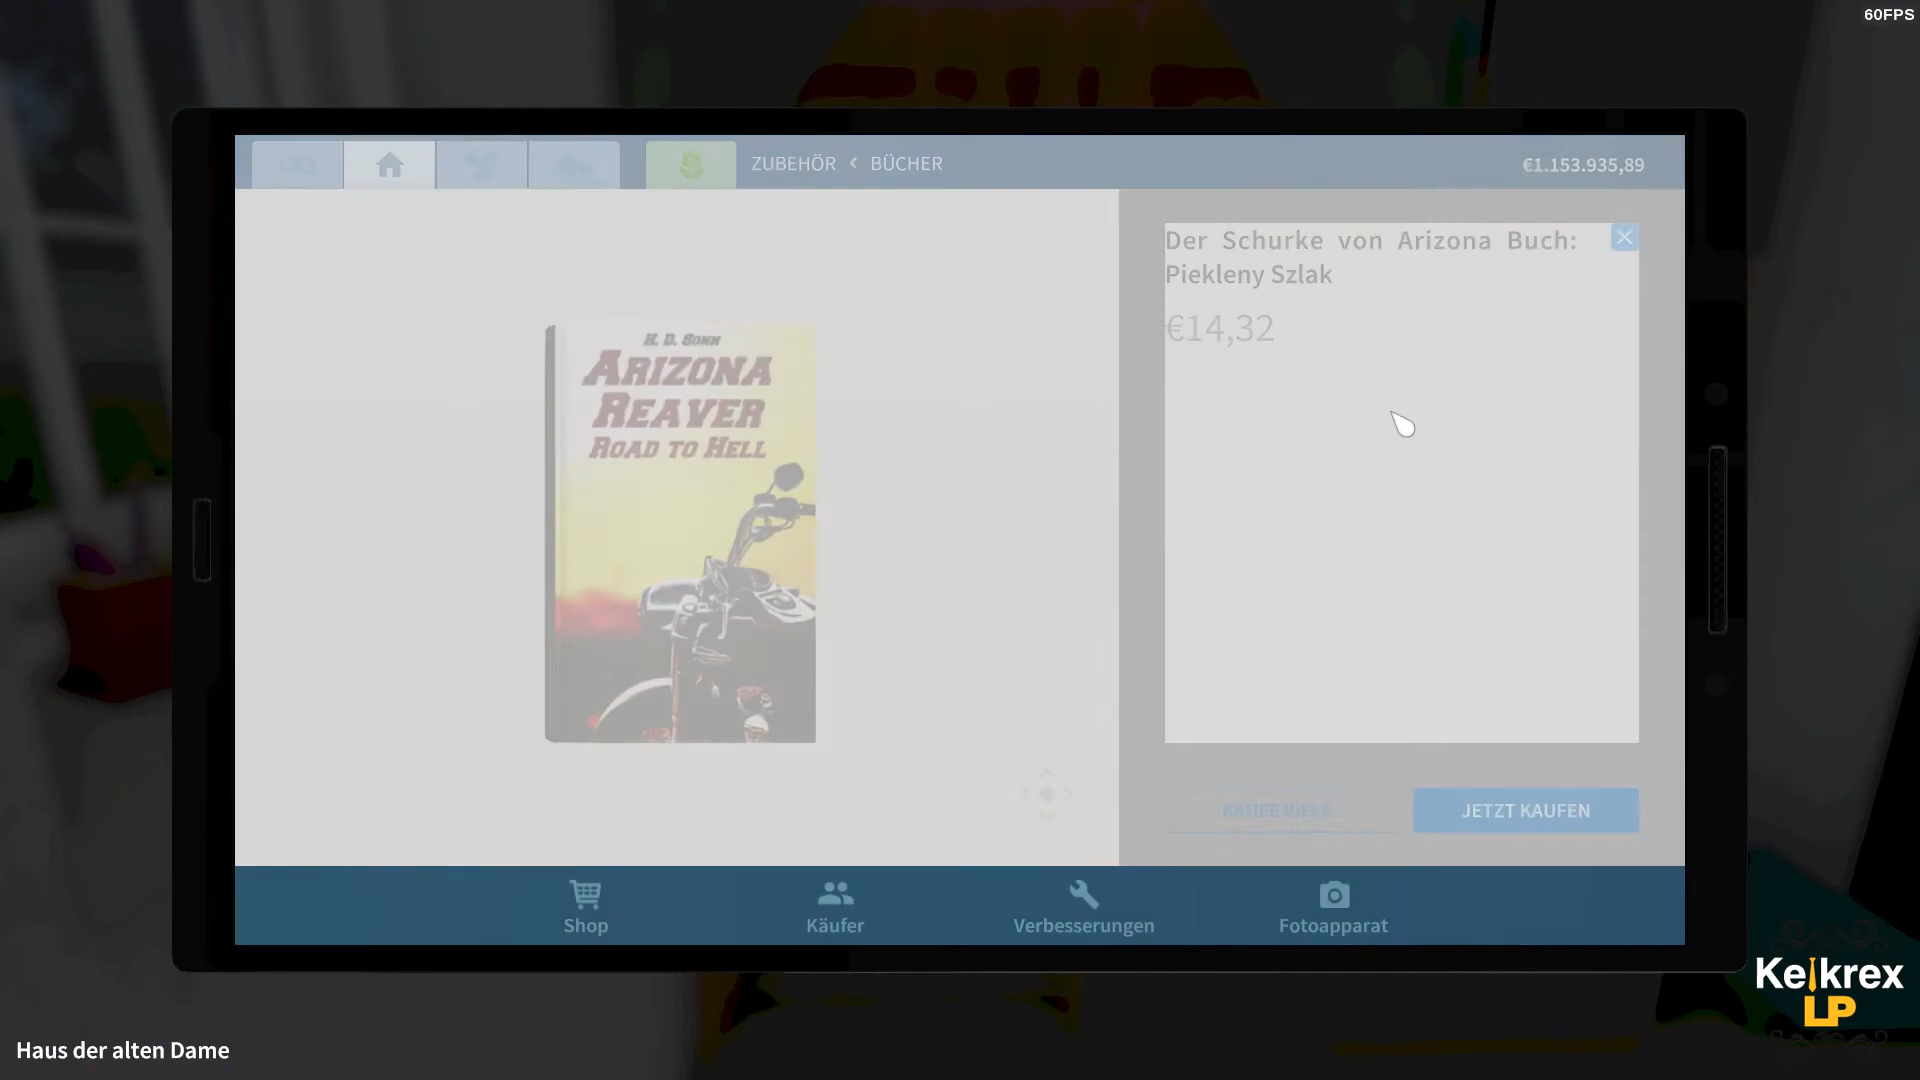 60FPS
ZUBEHÖR < BÜCHER
€1.153.935,89
Der Schurke von Arizona Buch:
Piekleny Szlak
€14,32
H. D. Sonn
ARIZONA
REAVER
ROAD TO HELL
JETZT KAUFEN
Shop
Käufer
Verbesserungen
Fotoapparat
Keikrex
LP
Haus der alten Dame